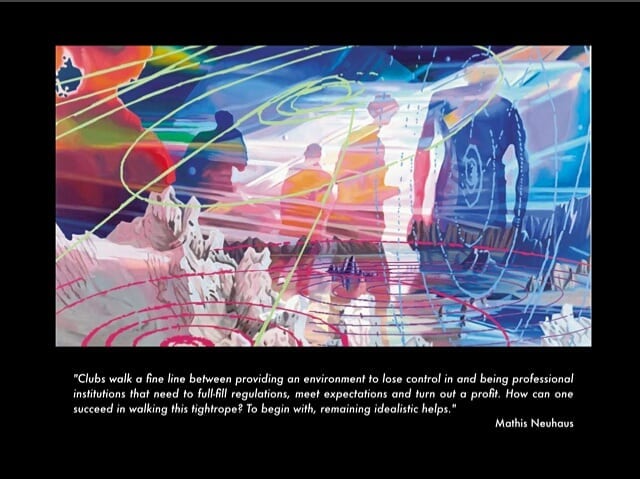 "Clubs walk a fine line between providing an environment to lose control in and being professional
institutions that need to full-fill regulations, meet expectations and turn out a profit. How can one
succeed in walking this tightrope? To begin with, remaining idealistic helps."
Mathis Neuhaus